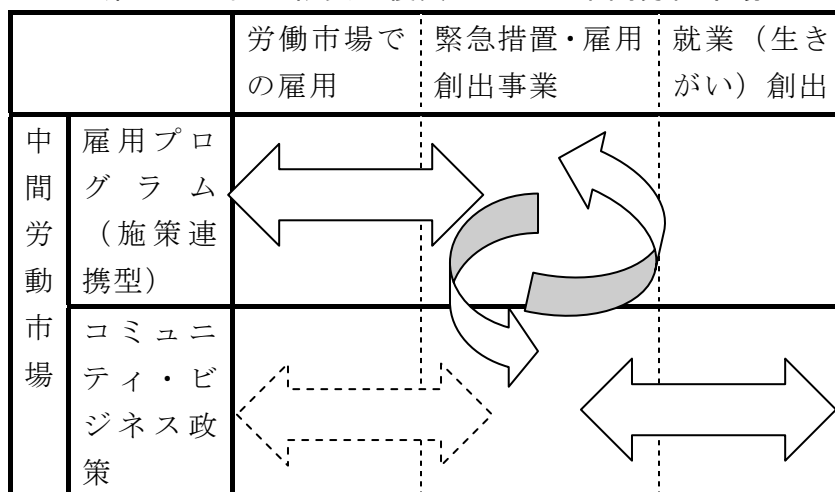 労働市場で
の雇用
緊急措置・雇用
創出事業
就業（生き
がい）創出
中間労動市場
雇用プロ
グラム
（施策連
携型）
コミュニ
ティ・ビ
ジネス政
策